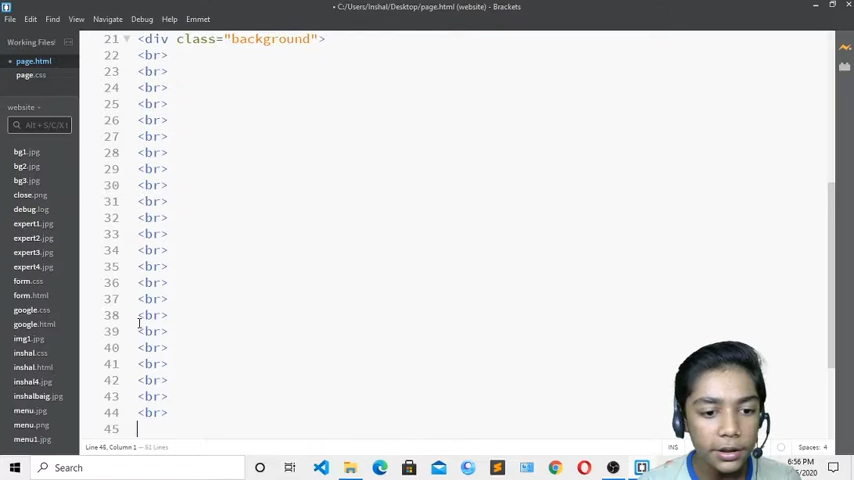 • C:/Users/Inshal/Desktop/page.html (website) - Brackets
File Edit Find View Navigate Debug Help Emmet
Working Files
• page.html
page.css
website
Alt + S/C/X l
bg1.jpg
bg2.jpg
bg3.jpg
close.png
debug.log
expert1.jpg
expert2.jpg
expert3.jpg
expert4.jpg
form.css
form.html
google.css
google.html
img1.jpg
inshal.css
inshal.html
inshal4.jpg
inshalbaig.jpg
menu.jpg
menu.png
menu1.jpg
21 <div class="background">
22 <br>
23 <br>
24 <br>
25 <br>
26 <br>
27 <br>
28 <br>
29 <br>
30 <br>
31 <br>
32 <br>
33 <br>
34 <br>
35 <br>
36 <br>
37 <br>
38 <br>
39 <br>
40 <br>
41 <br>
42 <br>
43 <br>
44 <br>
45
Line 45, Column 1 — 91 Lines
INS
Spaces: 4
Search
6:56 PM